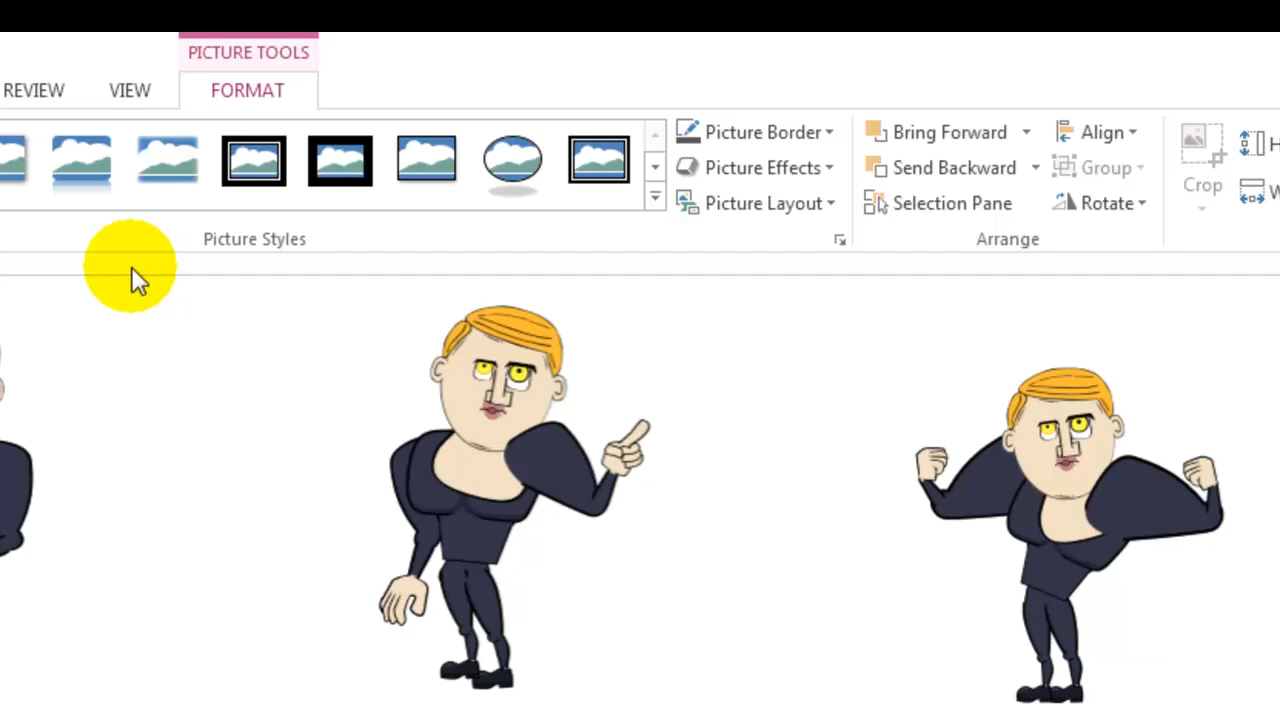 PICTURE TOOLS
REVIEW VIEW FORMAT
Picture Border Bring Forward Align
Picture Effects Send Backward Group
Picture Layout Selection Pane Rotate Crop
Picture Styles Arrange